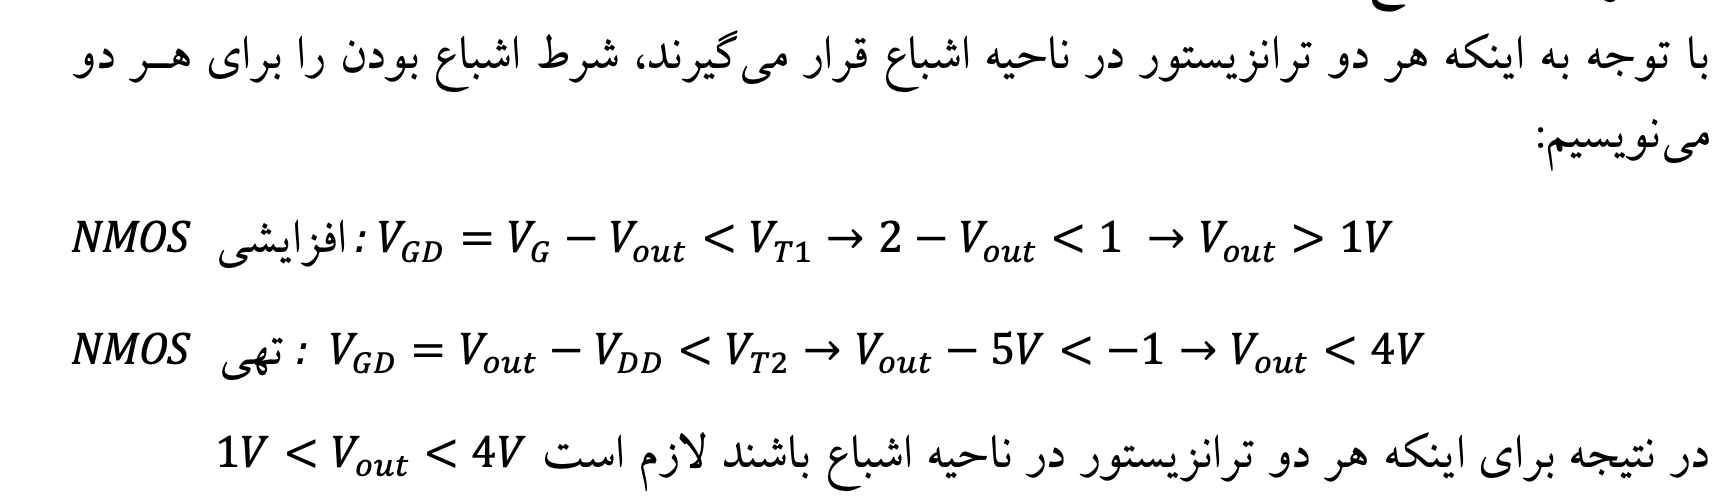 با توجه به اینکه هر دو ترانزیستور در ناحیه اشباع قرار می‌گیرند، شرط اشباع بودن را برای هـر دو
می‌نویسیم:
NMOS افزایشی : V_GD = V_G − V_out < V_T1 → 2 − V_out < 1 → V_out > 1V
NMOS تهی : V_GD = V_out − V_DD < V_T2 → V_out − 5V < −1 → V_out < 4V
در نتیجه برای اینکه هر دو ترانزیستور در ناحیه اشباع باشند لازم است 1V < V_out < 4V